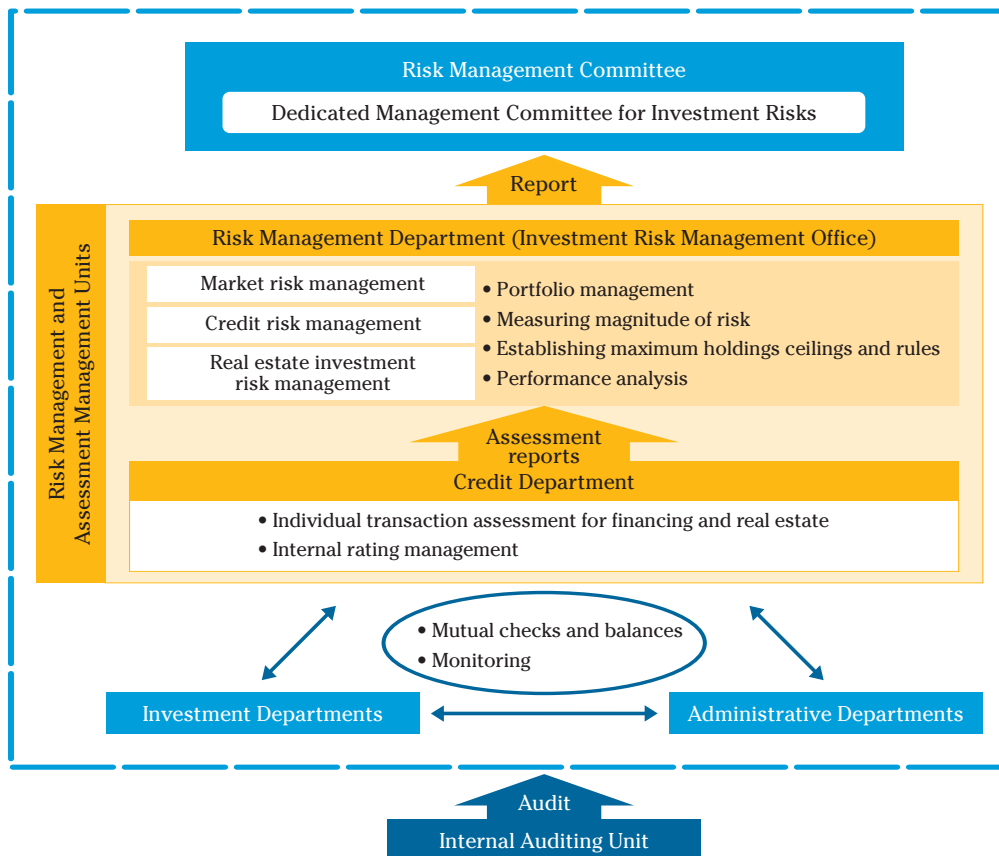 Risk Management Committee
Dedicated Management Committee for Investment Risks
Report
Risk Management and
Assessment Management Units
Risk Management Department (Investment Risk Management Office)
Market risk management
Credit risk management
Real estate investment
risk management
• Portfolio management
• Measuring magnitude of risk
• Establishing maximum holdings ceilings and rules
• Performance analysis
Assessment
reports
Credit Department
• Individual transaction assessment for financing and real estate
• Internal rating management
• Mutual checks and balances
• Monitoring
Investment Departments
Administrative Departments
Audit
Internal Auditing Unit